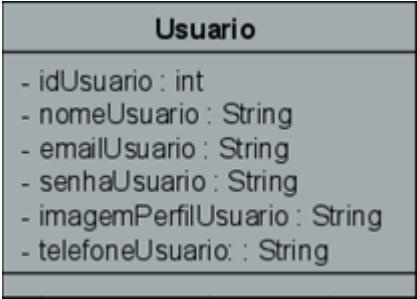 Usuario
- idUsuario : int
- nomeUsuario : String
- emailUsuario : String
- senhaUsuario : String
- imagemPerfilUsuario : String
- telefoneUsuario: : String